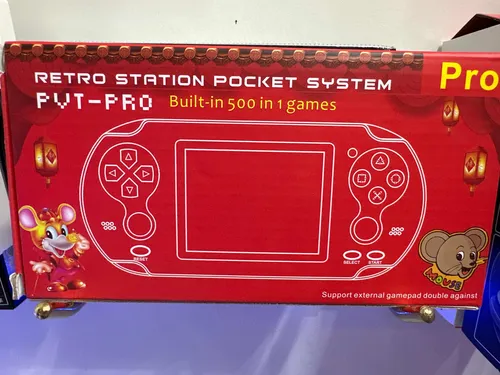 RETRO STATION POCKET SYSTEM
Pro
PVT-PRO Built-in 500 in 1 games
RESET
SELECT START
MOUSE
Support external gamepad double against